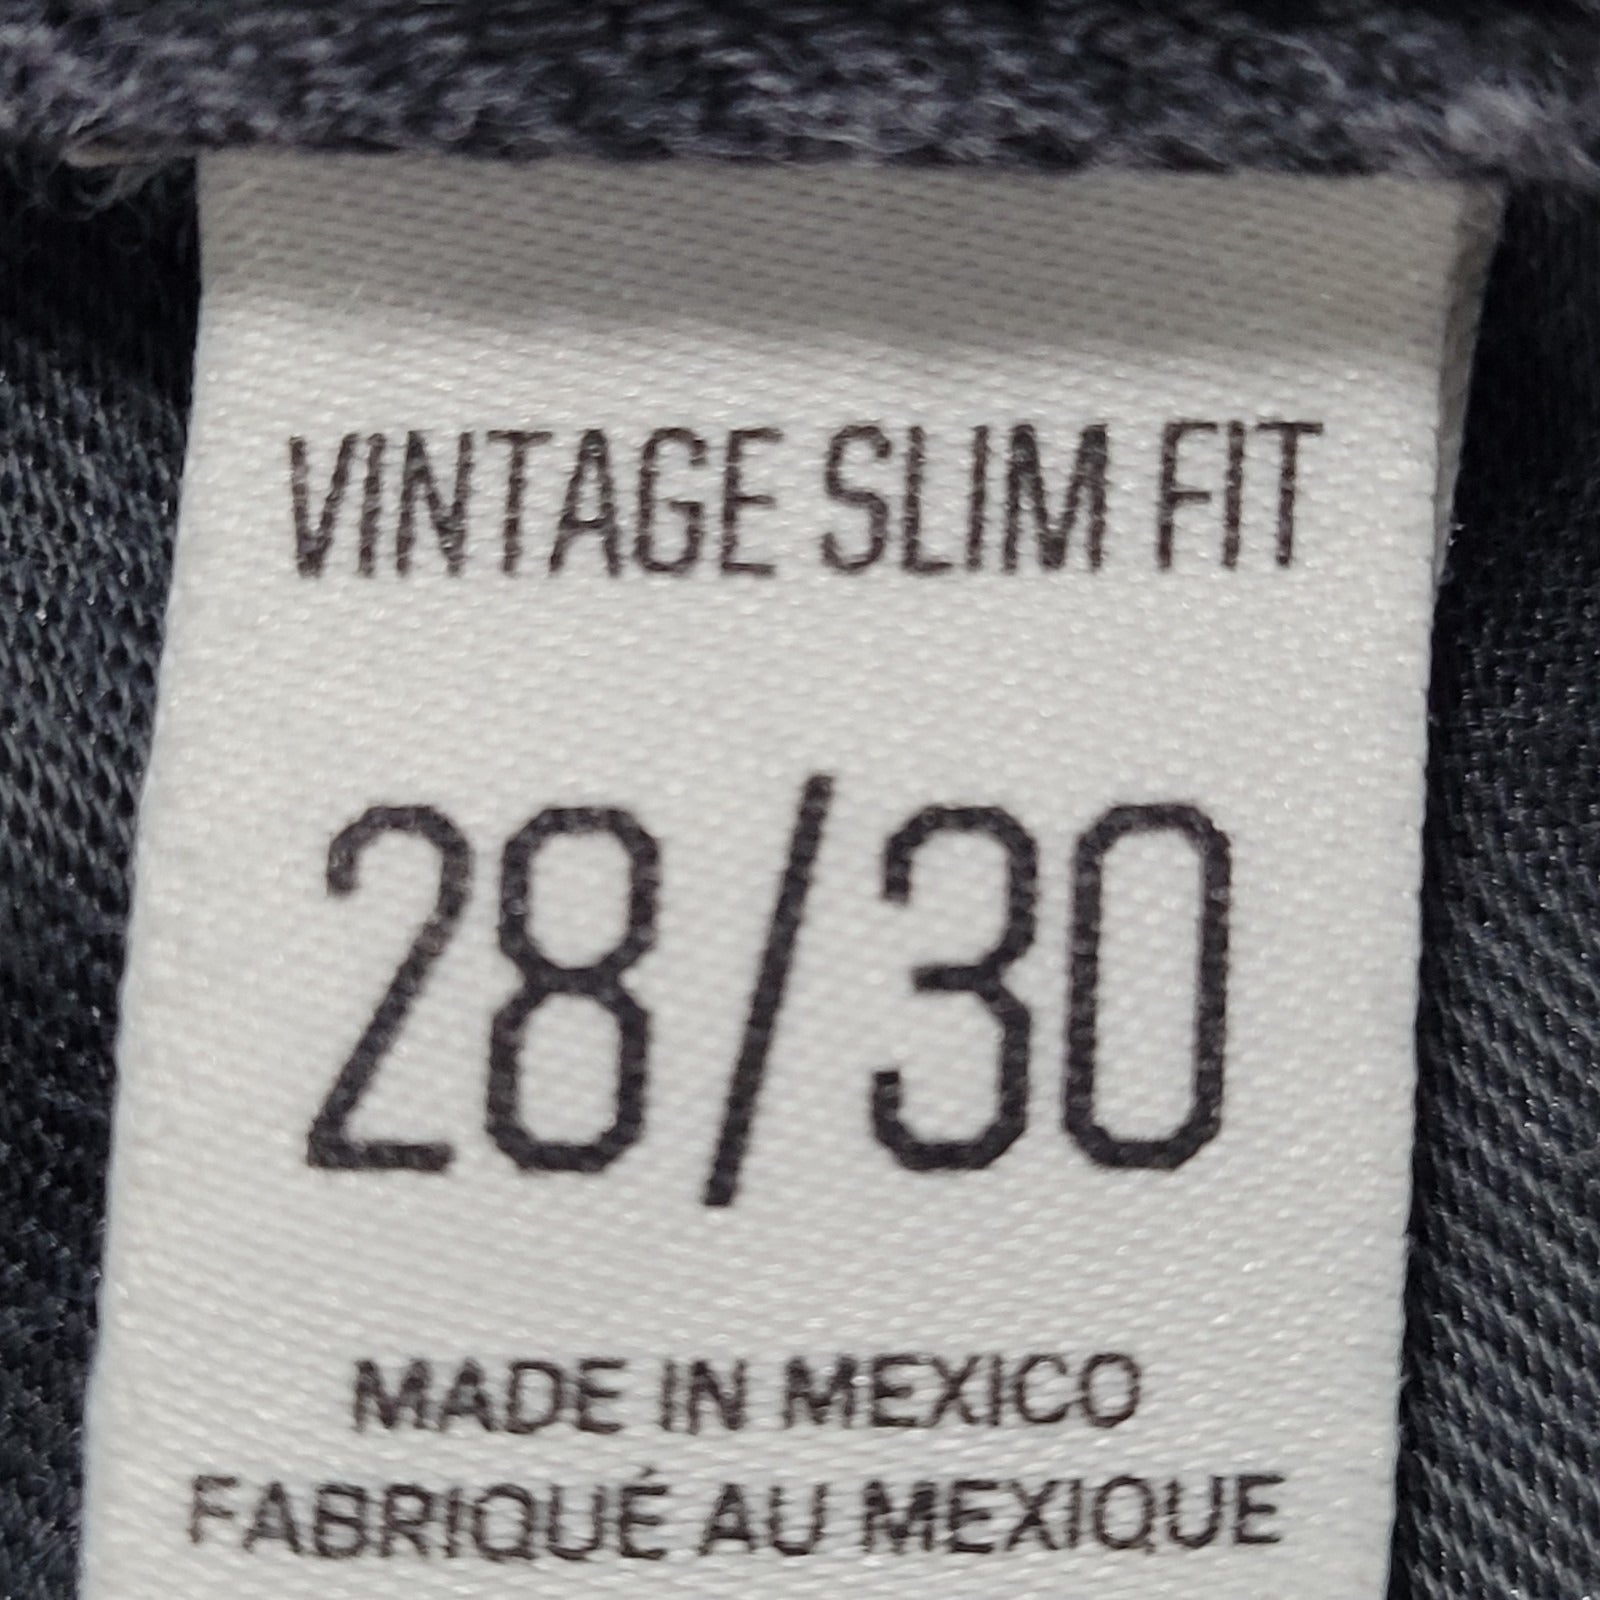 VINTAGE SLIM FIT
28/30
MADE IN MEXICO
FABRIQUÉ AU MEXIQUE